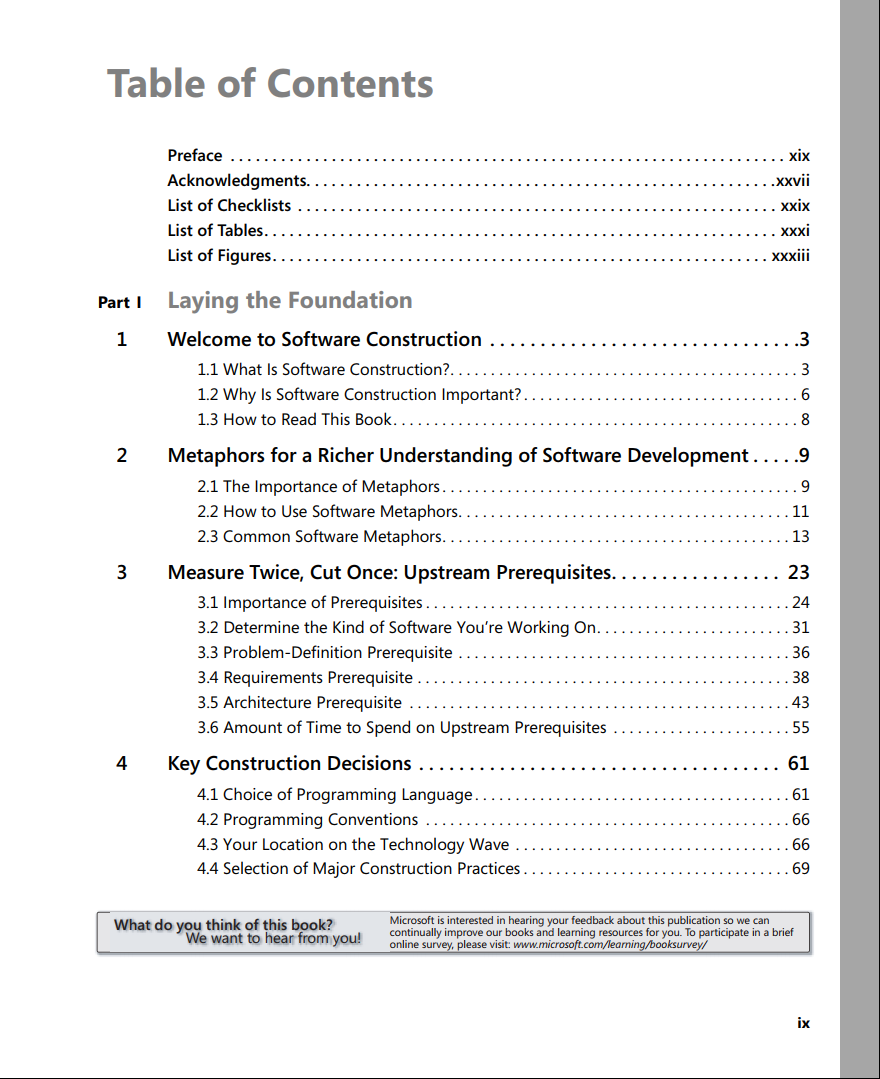 Table of Contents
Preface . . . . . . . . . . . . . . . . . . . . . . . . . . . . . . . . . . . . . . . . . . . . . . . . . . . . . . . . . . . . . . . . . . xix
Acknowledgments. . . . . . . . . . . . . . . . . . . . . . . . . . . . . . . . . . . . . . . . . . . . . . . . . . . . . . . .xxvii
List of Checklists . . . . . . . . . . . . . . . . . . . . . . . . . . . . . . . . . . . . . . . . . . . . . . . . . . . . . . . . . xxix
List of Tables. . . . . . . . . . . . . . . . . . . . . . . . . . . . . . . . . . . . . . . . . . . . . . . . . . . . . . . . . . . . . xxxi
List of Figures. . . . . . . . . . . . . . . . . . . . . . . . . . . . . . . . . . . . . . . . . . . . . . . . . . . . . . . . . . . xxxiii
Part I Laying the Foundation
1 Welcome to Software Construction . . . . . . . . . . . . . . . . . . . . . . . . . . . . . . .3
1.1 What Is Software Construction?. . . . . . . . . . . . . . . . . . . . . . . . . . . . . . . . . . . . . . . . . . . 3
1.2 Why Is Software Construction Important? . . . . . . . . . . . . . . . . . . . . . . . . . . . . . . . . . . 6
1.3 How to Read This Book . . . . . . . . . . . . . . . . . . . . . . . . . . . . . . . . . . . . . . . . . . . . . . . . . . 8
2 Metaphors for a Richer Understanding of Software Development . . . . .9
2.1 The Importance of Metaphors . . . . . . . . . . . . . . . . . . . . . . . . . . . . . . . . . . . . . . . . . . . . 9
2.2 How to Use Software Metaphors. . . . . . . . . . . . . . . . . . . . . . . . . . . . . . . . . . . . . . . . . 11
2.3 Common Software Metaphors. . . . . . . . . . . . . . . . . . . . . . . . . . . . . . . . . . . . . . . . . . . 13
3 Measure Twice, Cut Once: Upstream Prerequisites. . . . . . . . . . . . . . . . . 23
3.1 Importance of Prerequisites . . . . . . . . . . . . . . . . . . . . . . . . . . . . . . . . . . . . . . . . . . . . . 24
3.2 Determine the Kind of Software You’re Working On. . . . . . . . . . . . . . . . . . . . . . . . 31
3.3 Problem-Definition Prerequisite . . . . . . . . . . . . . . . . . . . . . . . . . . . . . . . . . . . . . . . . . 36
3.4 Requirements Prerequisite . . . . . . . . . . . . . . . . . . . . . . . . . . . . . . . . . . . . . . . . . . . . . . 38
3.5 Architecture Prerequisite . . . . . . . . . . . . . . . . . . . . . . . . . . . . . . . . . . . . . . . . . . . . . . . 43
3.6 Amount of Time to Spend on Upstream Prerequisites . . . . . . . . . . . . . . . . . . . . . . 55
4 Key Construction Decisions . . . . . . . . . . . . . . . . . . . . . . . . . . . . . . . . . . . . 61
4.1 Choice of Programming Language . . . . . . . . . . . . . . . . . . . . . . . . . . . . . . . . . . . . . . . 61
4.2 Programming Conventions . . . . . . . . . . . . . . . . . . . . . . . . . . . . . . . . . . . . . . . . . . . . . 66
4.3 Your Location on the Technology Wave . . . . . . . . . . . . . . . . . . . . . . . . . . . . . . . . . . 66
4.4 Selection of Major Construction Practices . . . . . . . . . . . . . . . . . . . . . . . . . . . . . . . . . 69
What do you think of this book?
We want to hear from you!
Microsoft is interested in hearing your feedback about this publication so we can
continually improve our books and learning resources for you. To participate in a brief
online survey, please visit: www.microsoft.com/learning/booksurvey/
ix